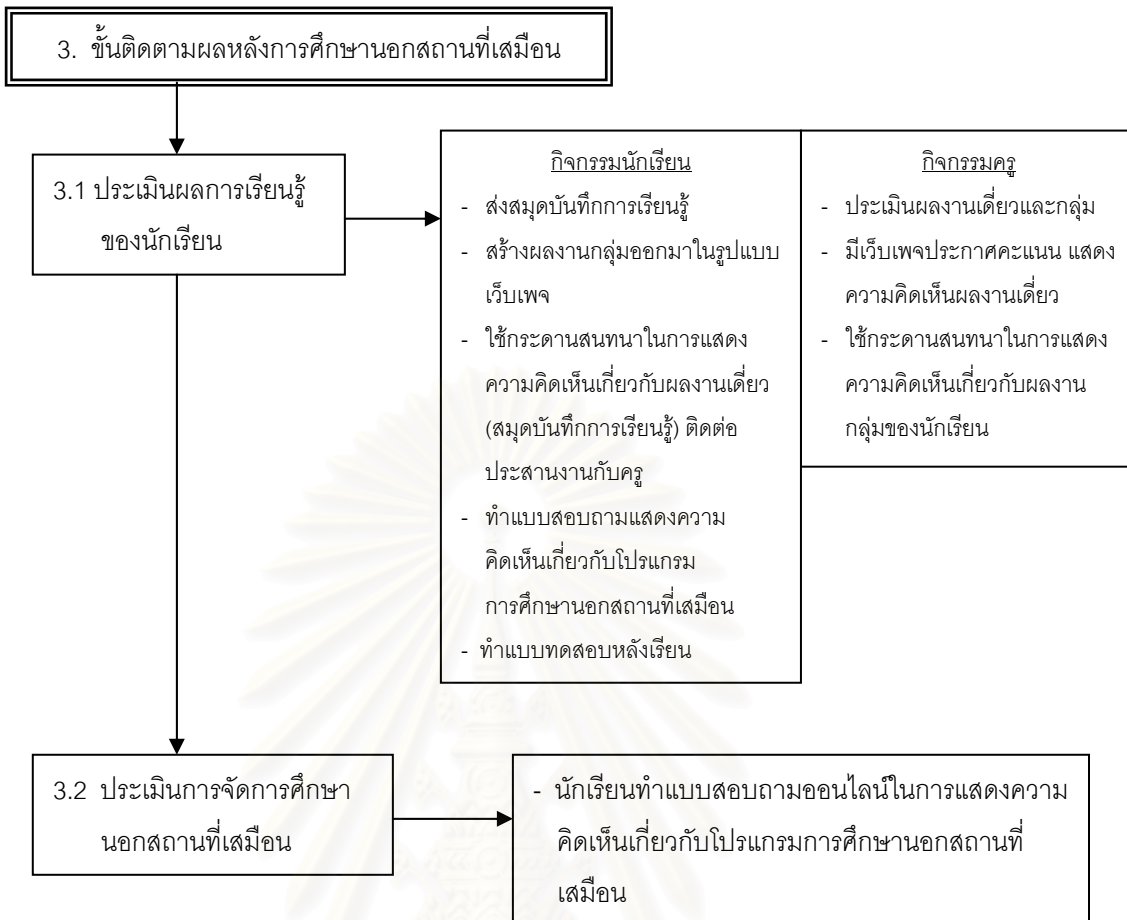 3. ขั้นติดตามผลหลังการศึกษานอกสถานที่เสมือน
3.1 ประเมินผลการเรียนรู้
ของนักเรียน
กิจกรรมนักเรียน
- ส่งสมุดบันทึกการเรียนรู้
- สร้างผลงานกลุ่มออกมาในรูปแบบ
เว็บเพจ
- ใช้กระดานสนทนาในการแสดง
ความคิดเห็นเกี่ยวกับผลงานเดี่ยว
(สมุดบันทึกการเรียนรู้) ติดต่อ
ประสานงานกับครู
- ทำแบบสอบถามแสดงความ
คิดเห็นเกี่ยวกับโปรแกรม
การศึกษานอกสถานที่เสมือน
- ทำแบบทดสอบหลังเรียน
กิจกรรมครู
- ประเมินผลงานเดี่ยวและกลุ่ม
- มีเว็บเพจประกาศคะแนน แสดง
ความคิดเห็นผลงานเดี่ยว
- ใช้กระดานสนทนาในการแสดง
ความคิดเห็นเกี่ยวกับผลงาน
กลุ่มของนักเรียน
3.2 ประเมินการจัดการศึกษา
นอกสถานที่เสมือน
- นักเรียนทำแบบสอบถามออนไลน์ในการแสดงความ
คิดเห็นเกี่ยวกับโปรแกรมการศึกษานอกสถานที่
เสมือน